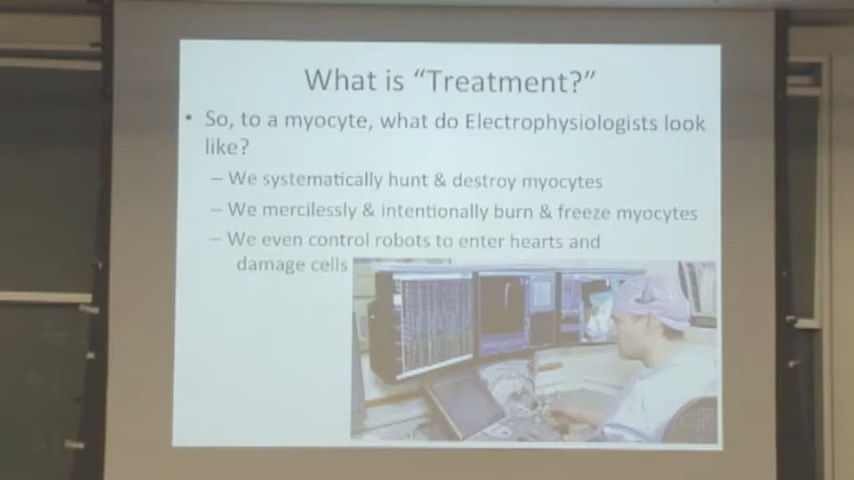 What is “Treatment?”
• So, to a myocyte, what do Electrophysiologists look
like?
– We systematically hunt & destroy myocytes
– We mercilessly & intentionally burn & freeze myocytes
– We even control robots to enter hearts and
damage cells